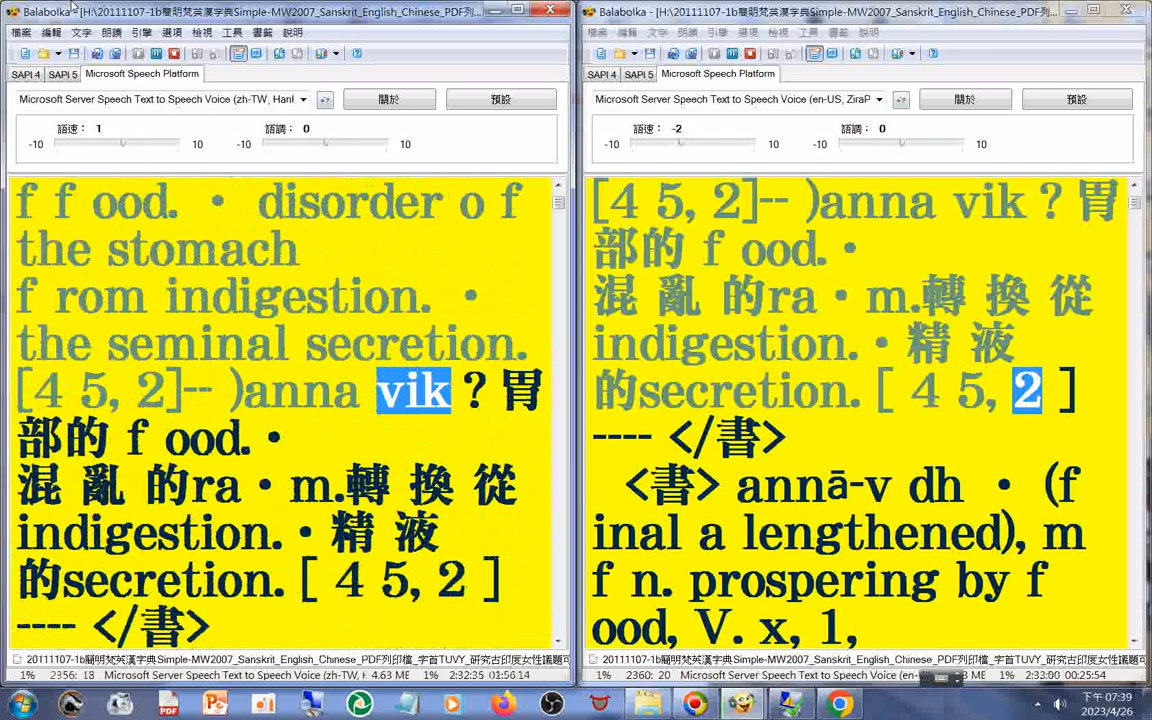 Balabolka - [H:\20111107-1b簡明梵英漢字典Simple-MW2007_Sanskrit_English_Chinese_PDF列...
檔案 編輯 文字 朗讀 引擎 選項 檢視 工具 書籤 說明
SAPI 4 SAPI 5 Microsoft Speech Platform
Microsoft Server Speech Text to Speech Voice (zh-TW, Hanl 關於 預設
語速： 1 語調： 0
-10 10 -10 10
f f ood. • disorder o f
the stomach
f rom indigestion. •
the seminal secretion.
[4 5, 2]-- )anna vik ? 胃
部的 f ood. •
混 亂 的ra • m.轉 換 從
indigestion. • 精 液
的secretion. [ 4 5, 2 ]
---- </書>
20111107-1b簡明梵英漢字典Simple-MW2007_Sanskrit_English_Chinese_PDF列印檔_字首TUVY_研究古印度女性議題可
1% 2356: 18 Microsoft Server Speech Text to Speech Voice (zh-TW, H 4.63 ME 1% 2:32:35 01:56:14
Balabolka - [H:\20111107-1b簡明梵英漢字典Simple-MW2007_Sanskrit_English_Chinese_PDF列...
檔案 編輯 文字 朗讀 引擎 選項 檢視 工具 書籤 說明
SAPI 4 SAPI 5 Microsoft Speech Platform
Microsoft Server Speech Text to Speech Voice (en-US, ZiraP 關於 預設
語速： -2 語調： 0
-10 10 -10 10
[4 5, 2]-- )anna vik ? 胃
部的 f ood. •
混 亂 的ra • m.轉 換 從
indigestion. • 精 液
的secretion. [ 4 5, 2 ]
---- </書>
<書> annā-v dh • (f
inal a lengthened), m
f n. prospering by f
ood, V. x, 1,
20111107-1b簡明梵英漢字典Simple-MW2007_Sanskrit_English_Chinese_PDF列印檔_字首TUVY_研究古印度女性議題可
1% 2360: 20 Microsoft Server Speech Text to Speech Voice (en-US, 3 ME 1% 2:33:00 00:25:54
下午 07:39
2023/4/26